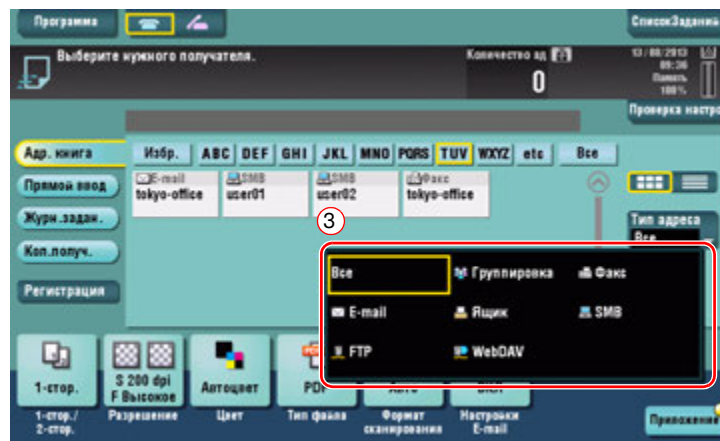 Программа
СписокЗадания
Выберите нужного получателя.
Количество ад
0
13/08/2013
09:36
Память
100%
Проверка настро
Адр. книга
Избр. ABC DEF GHI JKL MNO PQRS TUV WXYZ etc Все
Прямой ввод
E-mail
tokyo-office
SMB
user01
SMB
user02
Факс
tokyo-office
Журн.задан.
3
Тип адреса
Все
Коп.получ.
Регистрация
Все
Группировка
Факс
E-mail
Ящик
SMB
FTP
WebDAV
1-стор.
S 200 dpi
F Высокое
Автоцвет
PDF
1-стор./
2-стор.
Разрешение
Цвет
Тип файла
Формат
сканирования
Настройки
E-mail
Приложение